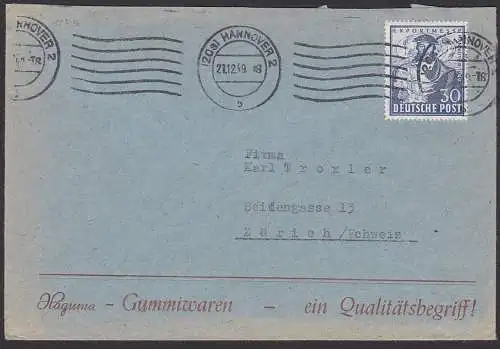 HANNOVER 2
(20a) HANNOVER 2
27.12.49.-18
b
EXPORTMESSE
30
DEUTSCHE POST
Firma
Karl Troxler
Seidengasse 13
Zürich/Schweiz
Haguma - Gummiwaren - ein Qualitätsbegriff!